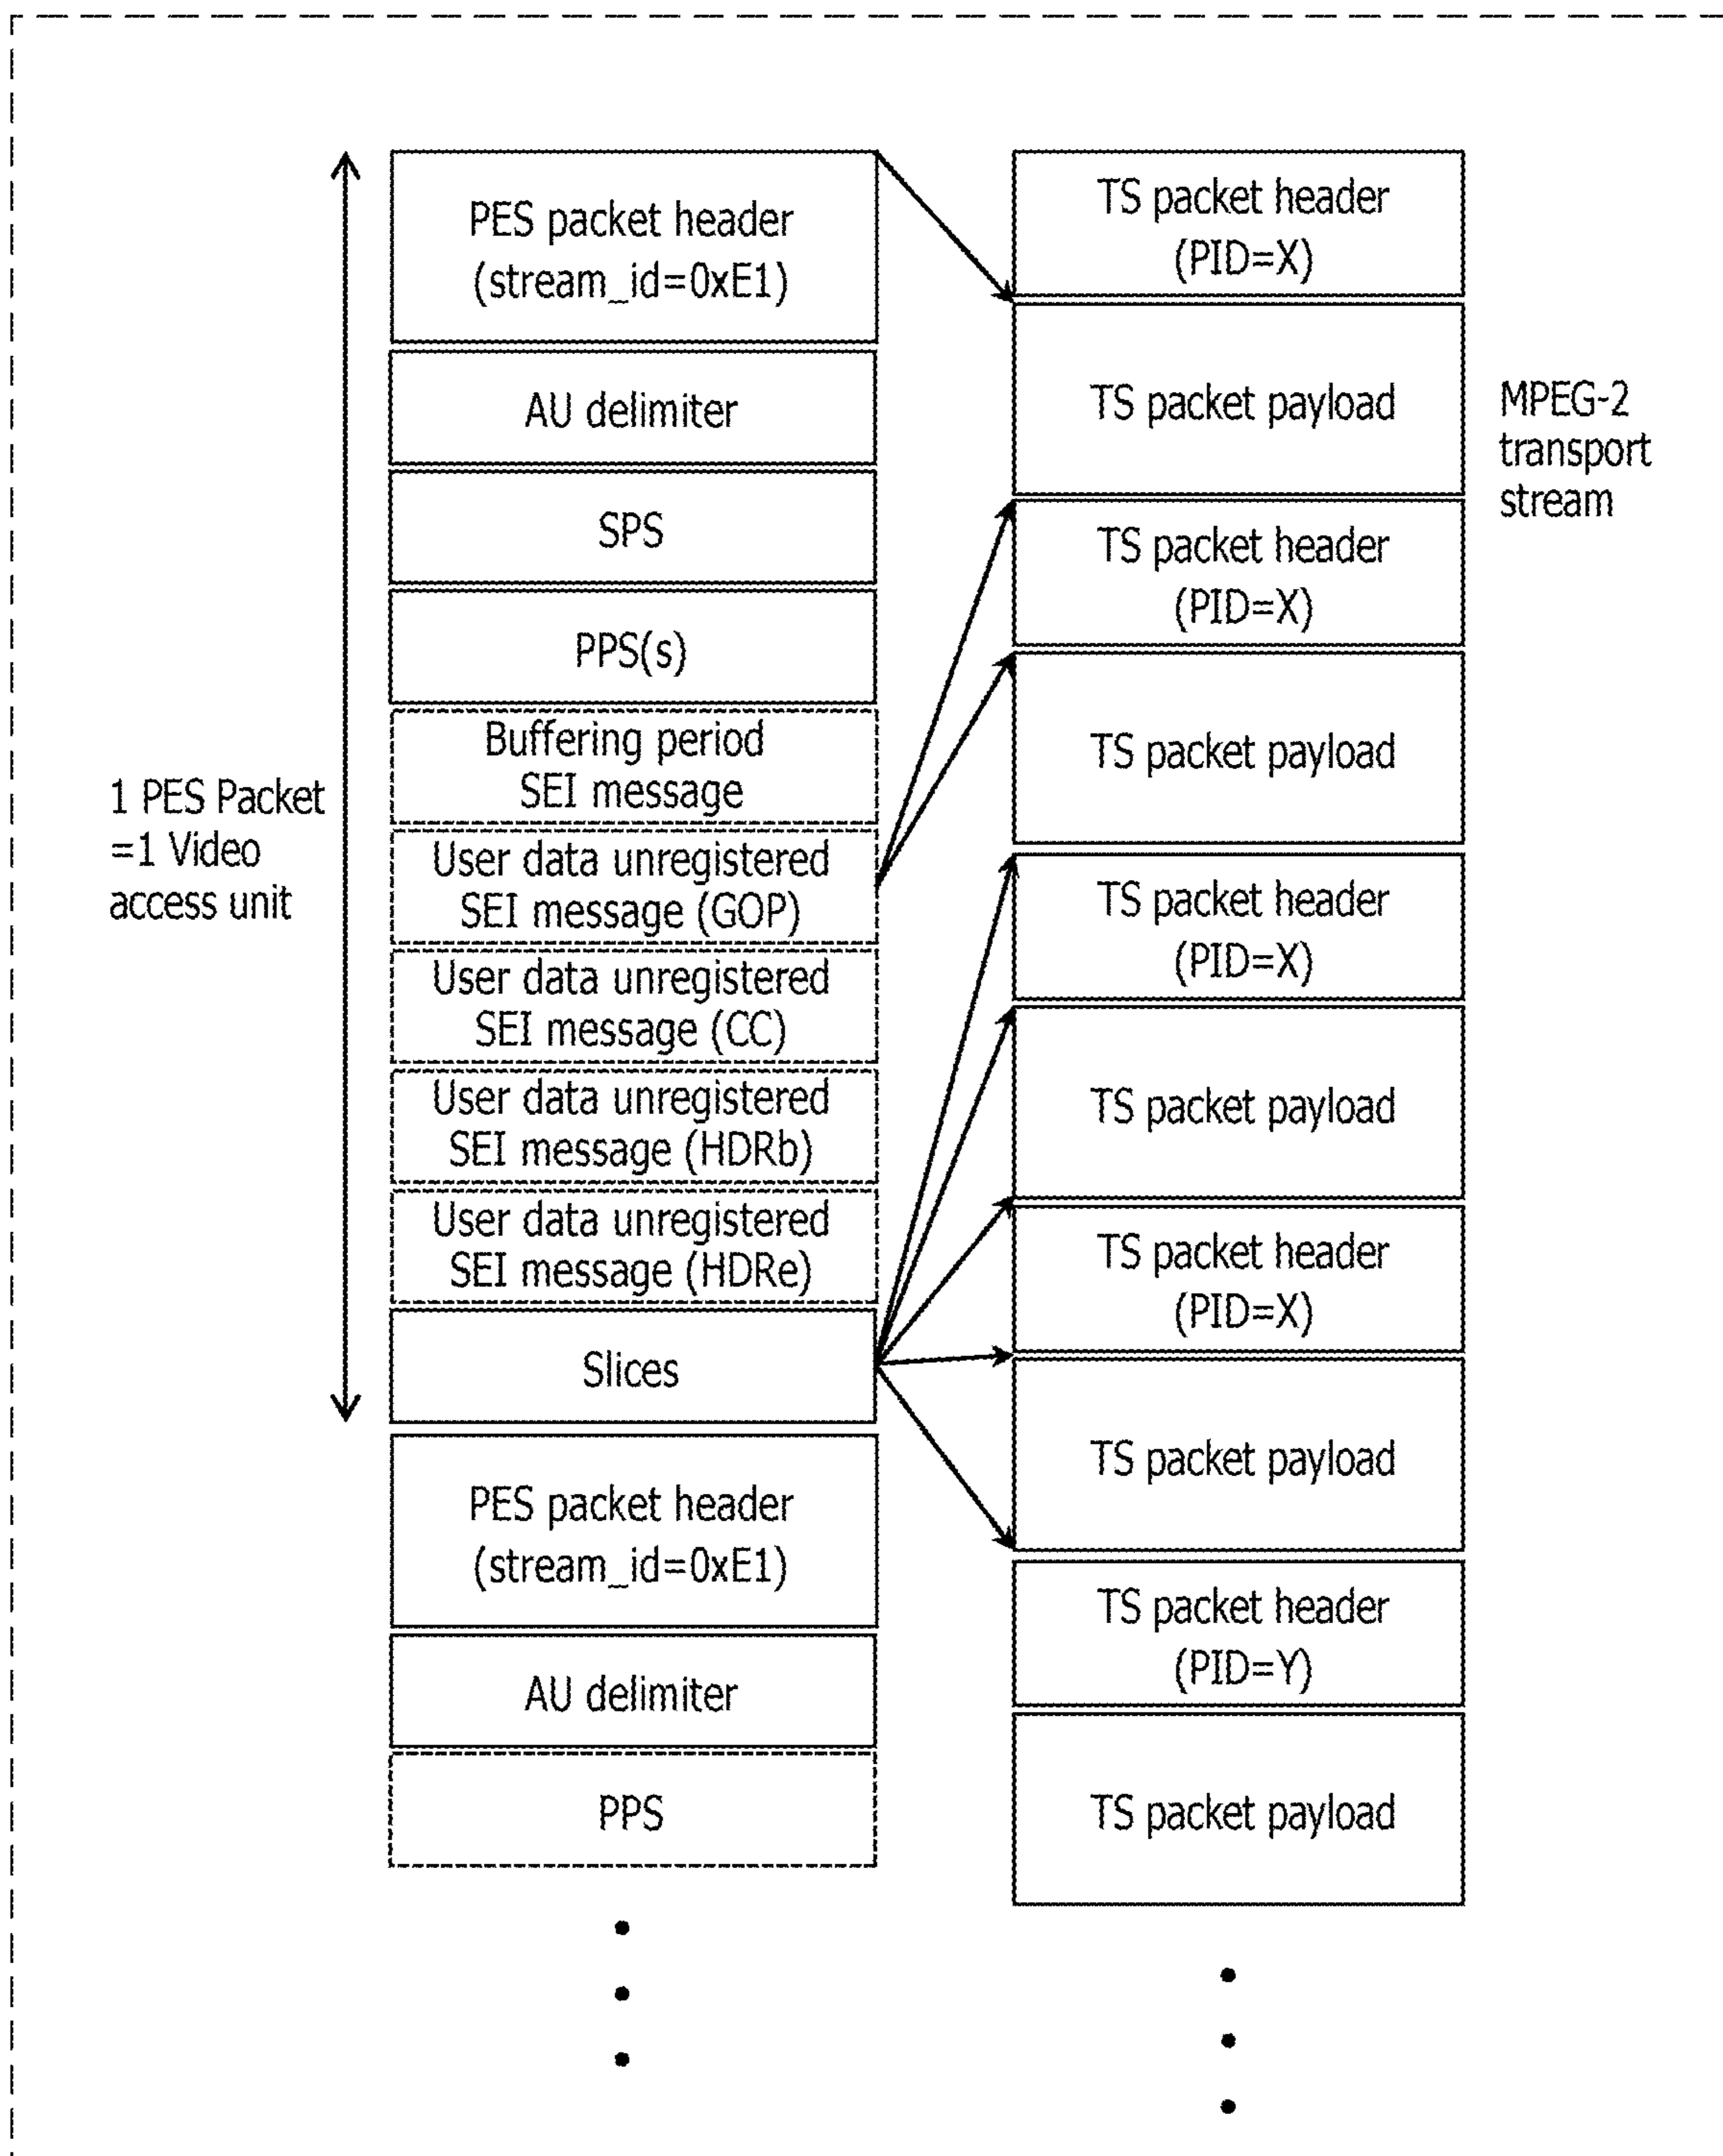 1 PES Packet
=1 Video
access unit
PES packet header
(stream_id=0xE1)
AU delimiter
SPS
PPS(s)
Buffering period
SEI message
User data unregistered
SEI message (GOP)
User data unregistered
SEI message (CC)
User data unregistered
SEI message (HDRb)
User data unregistered
SEI message (HDRe)
Slices
PES packet header
(stream_id=0xE1)
AU delimiter
PPS
TS packet header
(PID=X)
TS packet payload
TS packet header
(PID=X)
TS packet payload
TS packet header
(PID=X)
TS packet payload
TS packet header
(PID=X)
TS packet payload
TS packet header
(PID=Y)
TS packet payload
MPEG-2
transport
stream